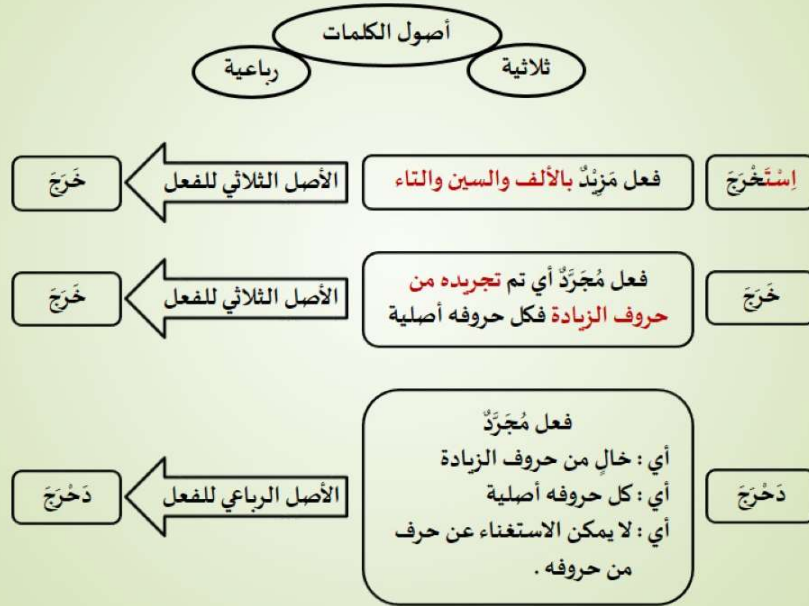 أصول الكلمات
ثلاثية
رباعية
اِسْتَخْرَجَ
فعل مَزِيْدٌ بالألف والسين والتاء
الأصل الثلاثي للفعل
خَرَجَ
خَرَجَ
فعل مُجَرَّدٌ أي تم تجريده من
حروف الزيادة فكل حروفه أصلية
الأصل الثلاثي للفعل
خَرَجَ
دَحْرَجَ
فعل مُجَرَّدٌ
أي : خالٍ من حروف الزيادة
أي : كل حروفه أصلية
أي : لا يمكن الاستغناء عن حرف
من حروفه .
الأصل الرباعي للفعل
دَحْرَجَ